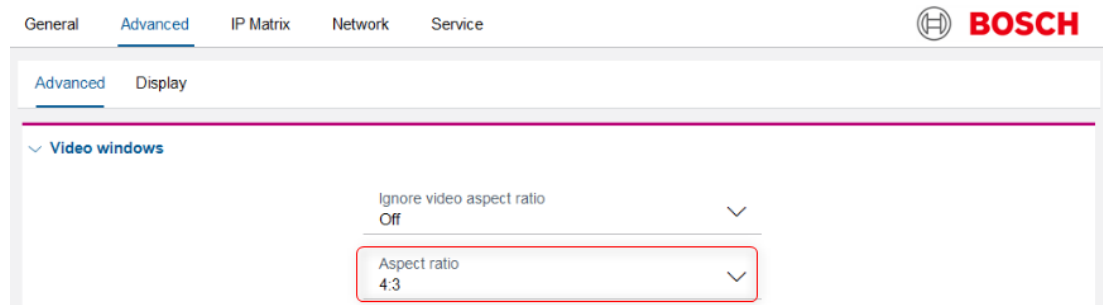 General Advanced IP Matrix Network Service BOSCH
Advanced Display
Video windows
Ignore video aspect ratio
Off
Aspect ratio
4:3